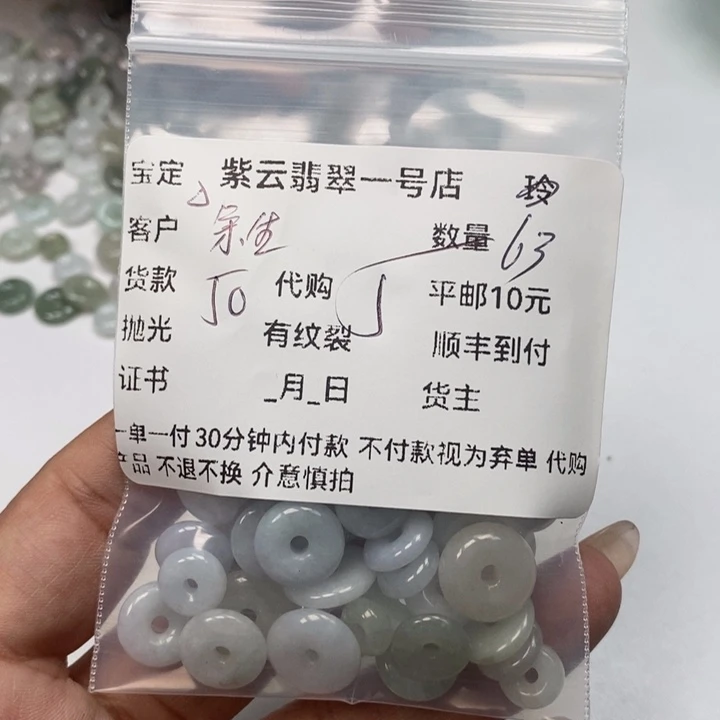 宝定 紫云翡翠一号店 玲
客户 宋生 数量 63
货款 50 代购 5 平邮10元
抛光 有纹裂 顺丰到付
证书 _月_日 货主
一单一付 30分钟内付款 不付款视为弃单 代购
产品 不退不换 介意慎拍